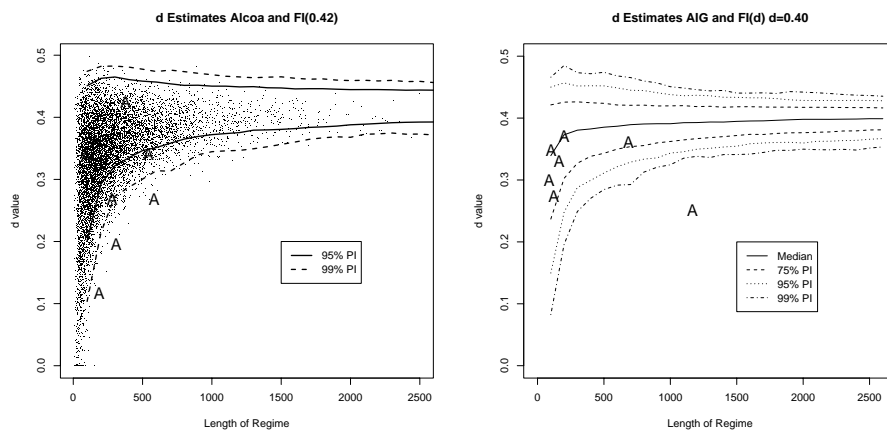 d Estimates Alcoa and FI(0.42)
d value
0.0
0.1
0.2
0.3
0.4
0.5
A
A
A
A
A
95% PI
99% PI
0
500
1000
1500
2000
2500
Length of Regime
d Estimates AIG and FI(d) d=0.40
d value
0.0
0.1
0.2
0.3
0.4
0.5
A
A
A
A
A
A
A
A
Median
75% PI
95% PI
99% PI
0
500
1000
1500
2000
2500
Length of Regime